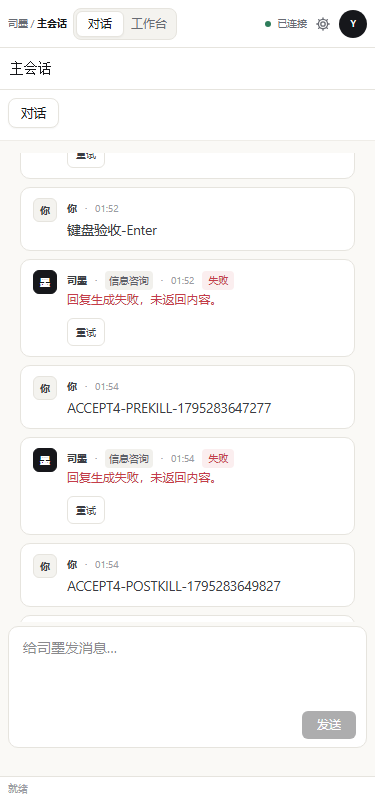 司墨 / 主会话 对话 工作台 已连接 Y
主会话
对话
重试
你 你 · 01:52
键盘验收-Enter
墨 司墨 · 信息咨询 · 01:52 失败
回复生成失败，未返回内容。
重试
你 你 · 01:54
ACCEPT4-PREKILL-1795283647277
墨 司墨 · 信息咨询 · 01:54 失败
回复生成失败，未返回内容。
重试
你 你 · 01:54
ACCEPT4-POSTKILL-1795283649827
给司墨发消息...
发送
就绪